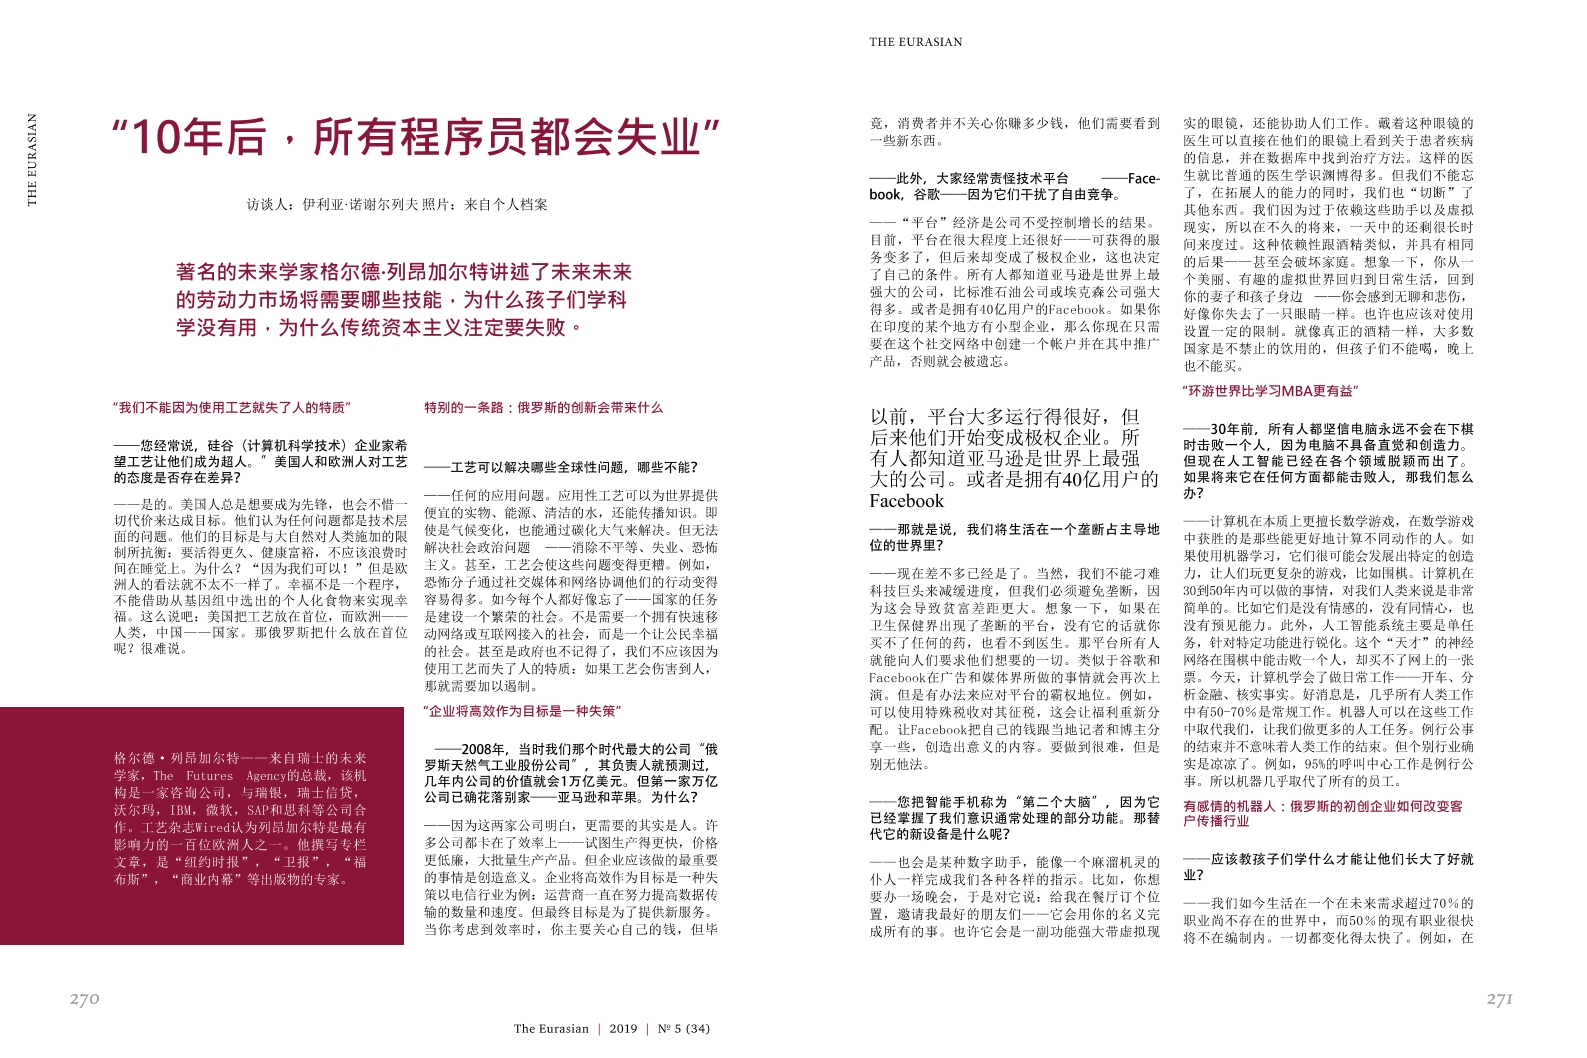 THE EURASIAN
“10年后，所有程序员都会失业”
访谈人：伊利亚·诺谢尔列夫 照片：来自个人档案
著名的未来学家格尔德·列昂加尔特讲述了未来未来
的劳动力市场将需要哪些技能，为什么孩子们学科
学没有用，为什么传统资本主义注定要失败。
“我们不能因为使用工艺就失了人的特质”
——您经常说，硅谷（计算机科学技术）企业家希
望工艺让他们成为超人。”美国人和欧洲人对工艺
的态度是否存在差异？
——是的。美国人总是想要成为先锋，也会不惜一
切代价来达成目标。他们认为任何问题都是技术层
面的问题。他们的目标是与大自然对人类施加的限
制所抗衡：要活得更久、健康富裕，不应该浪费时
间在睡觉上。为什么？“因为我们可以！”但是欧
洲人的看法就不太不一样了。幸福不是一个程序，
不能借助从基因组中选出的个人化食物来实现幸
福。这么说吧：美国把工艺放在首位，而欧洲——
人类，中国——国家。那俄罗斯把什么放在首位
呢？很难说。
格尔德·列昂加尔特——来自瑞士的未来
学家，The Futures Agency的总裁，该机
构是一家咨询公司，与瑞银，瑞士信贷，
沃尔玛，IBM，微软，SAP和思科等公司合
作。工艺杂志Wired认为列昂加尔特是最有
影响力的一百位欧洲人之一。他撰写专栏
文章，是“纽约时报”，“卫报”，“福
布斯”，“商业内幕”等出版物的专家。
特别的一条路：俄罗斯的创新会带来什么
——工艺可以解决哪些全球性问题，哪些不能？
——任何的应用问题。应用性工艺可以为世界提供
便宜的实物、能源、清洁的水，还能传播知识。即
使是气候变化，也能通过碳化大气来解决。但无法
解决社会政治问题 ——消除不平等、失业、恐怖
主义。甚至，工艺会使这些问题变得更糟。例如，
恐怖分子通过社交媒体和网络协调他们的行动变得
容易得多。如今每个人都好像忘了——国家的任务
是建设一个繁荣的社会。不是需要一个拥有快速移
动网络或互联网接入的社会，而是一个让公民幸福
的社会。甚至是政府也不记得了，我们不应该因为
使用工艺而失了人的特质：如果工艺会伤害到人，
那就需要加以遏制。
“企业将高效作为目标是一种失策”
——2008年，当时我们那个时代最大的公司“俄
罗斯天然气工业股份公司”，其负责人就预测过，
几年内公司的价值就会1万亿美元。但第一家万亿
公司已确花落别家——亚马逊和苹果。为什么？
——因为这两家公司明白，更需要的其实是人。许
多公司都卡在了效率上——试图生产得更快，价格
更低廉，大批量生产产品。但企业应该做的最重要
的事情是创造意义。企业将高效作为目标是一种失
策以电信行业为例：运营商一直在努力提高数据传
输的数量和速度。但最终目标是为了提供新服务。
当你考虑到效率时，你主要关心自己的钱，但毕
270
The Eurasian | 2019 | № 5 (34)
THE EURASIAN
竟，消费者并不关心你赚多少钱，他们需要看到
一些新东西。
——此外，大家经常责怪技术平台 ——Face-
book，谷歌——因为它们干扰了自由竞争。
——“平台”经济是公司不受控制增长的结果。
目前，平台在很大程度上还很好——可获得的服
务变多了，但后来却变成了极权企业，这也决定
了自己的条件。所有人都知道亚马逊是世界上最
强大的公司，比标准石油公司或埃克森公司强大
得多。或者是拥有40亿用户的Facebook。如果你
在印度的某个地方有小型企业，那么你现在只需
要在这个社交网络中创建一个帐户并在其中推广
产品，否则就会被遗忘。
以前，平台大多运行得很好，但
后来他们开始变成极权企业。所
有人都知道亚马逊是世界上最强
大的公司。或者是拥有40亿用户的
Facebook
——那就是说，我们将生活在一个垄断占主导地
位的世界里？
——现在差不多已经是了。当然，我们不能刁难
科技巨头来减缓进度，但我们必须避免垄断，因
为这会导致贫富差距更大。想象一下，如果在
卫生保健界出现了垄断的平台，没有它的话就你
买不了任何的药，也看不到医生。那平台所有人
就能向人们要求他们想要的一切。类似于谷歌和
Facebook在广告和媒体界所做的事情就会再次上
演。但是有办法来应对平台的霸权地位。例如，
可以使用特殊税收对其征税，这会让福利重新分
配。让Facebook把自己的钱跟当地记者和博主分
享一些，创造出意义的内容。要做到很难，但是
别无他法。
——您把智能手机称为“第二个大脑”，因为它
已经掌握了我们意识通常处理的部分功能。那替
代它的新设备是什么呢？
——也会是某种数字助手，能像一个麻溜机灵的
仆人一样完成我们各种各样的指示。比如，你想
要办一场晚会，于是对它说：给我在餐厅订个位
置，邀请我最好的朋友们——它会用你的名义完
成所有的事。也许它会是一副功能强大带虚拟现
实的眼镜，还能协助人们工作。戴着这种眼镜的
医生可以直接在他们的眼镜上看到关于患者疾病
的信息，并在数据库中找到治疗方法。这样的医
生就比普通的医生学识渊博得多。但我们不能忘
了，在拓展人的能力的同时，我们也“切断”了
其他东西。我们因为过于依赖这些助手以及虚拟
现实，所以在不久的将来，一天中的还剩很长时
间来度过。这种依赖性跟酒精类似，并具有相同
的后果——甚至会破坏家庭。想象一下，你从一
个美丽、有趣的虚拟世界回归到日常生活，回到
你的妻子和孩子身边 ——你会感到无聊和悲伤，
好像你失去了一只眼睛一样。也许也应该对使用
设置一定的限制。就像真正的酒精一样，大多数
国家是不禁止的饮用的，但孩子们不能喝，晚上
也不能买。
“环游世界比学习MBA更有益”
——30年前，所有人都坚信电脑永远不会在下棋
时击败一个人，因为电脑不具备直觉和创造力。
但现在人工智能已经在各个领域脱颖而出了。
如果将来它在任何方面都能击败人，那我们怎么
办？
——计算机在本质上更擅长数学游戏，在数学游戏
中获胜的是那些能更好地计算不同动作的人。如
果使用机器学习，它们很可能会发展出特定的创造
力，让人们玩更复杂的游戏，比如围棋。计算机在
30到50年内可以做的事情，对我们人类来说是非常
简单的。比如它们是没有情感的，没有同情心，也
没有预见能力。此外，人工智能系统主要是单任
务，针对特定功能进行锐化。这个“天才”的神经
网络在围棋中能击败一个人，却买不了网上的一张
票。今天，计算机学会了做日常工作——开车、分
析金融、核实事实。好消息是，几乎所有人类工作
中有50-70%是常规工作。机器人可以在这些工作
中取代我们，让我们做更多的人工任务。例行公事
的结束并不意味着人类工作的结束。但个别行业确
实是凉凉了。例如，95%的呼叫中心工作是例行公
事。所以机器几乎取代了所有的员工。
有感情的机器人：俄罗斯的初创企业如何改变客
户传播行业
——应该教孩子们学什么才能让他们长大了好就
业？
——我们如今生活在一个在未来需求超过70%的
职业尚不存在的世界中，而50%的现有职业很快
将不在编制内。一切都变化得太快了。例如，在
271